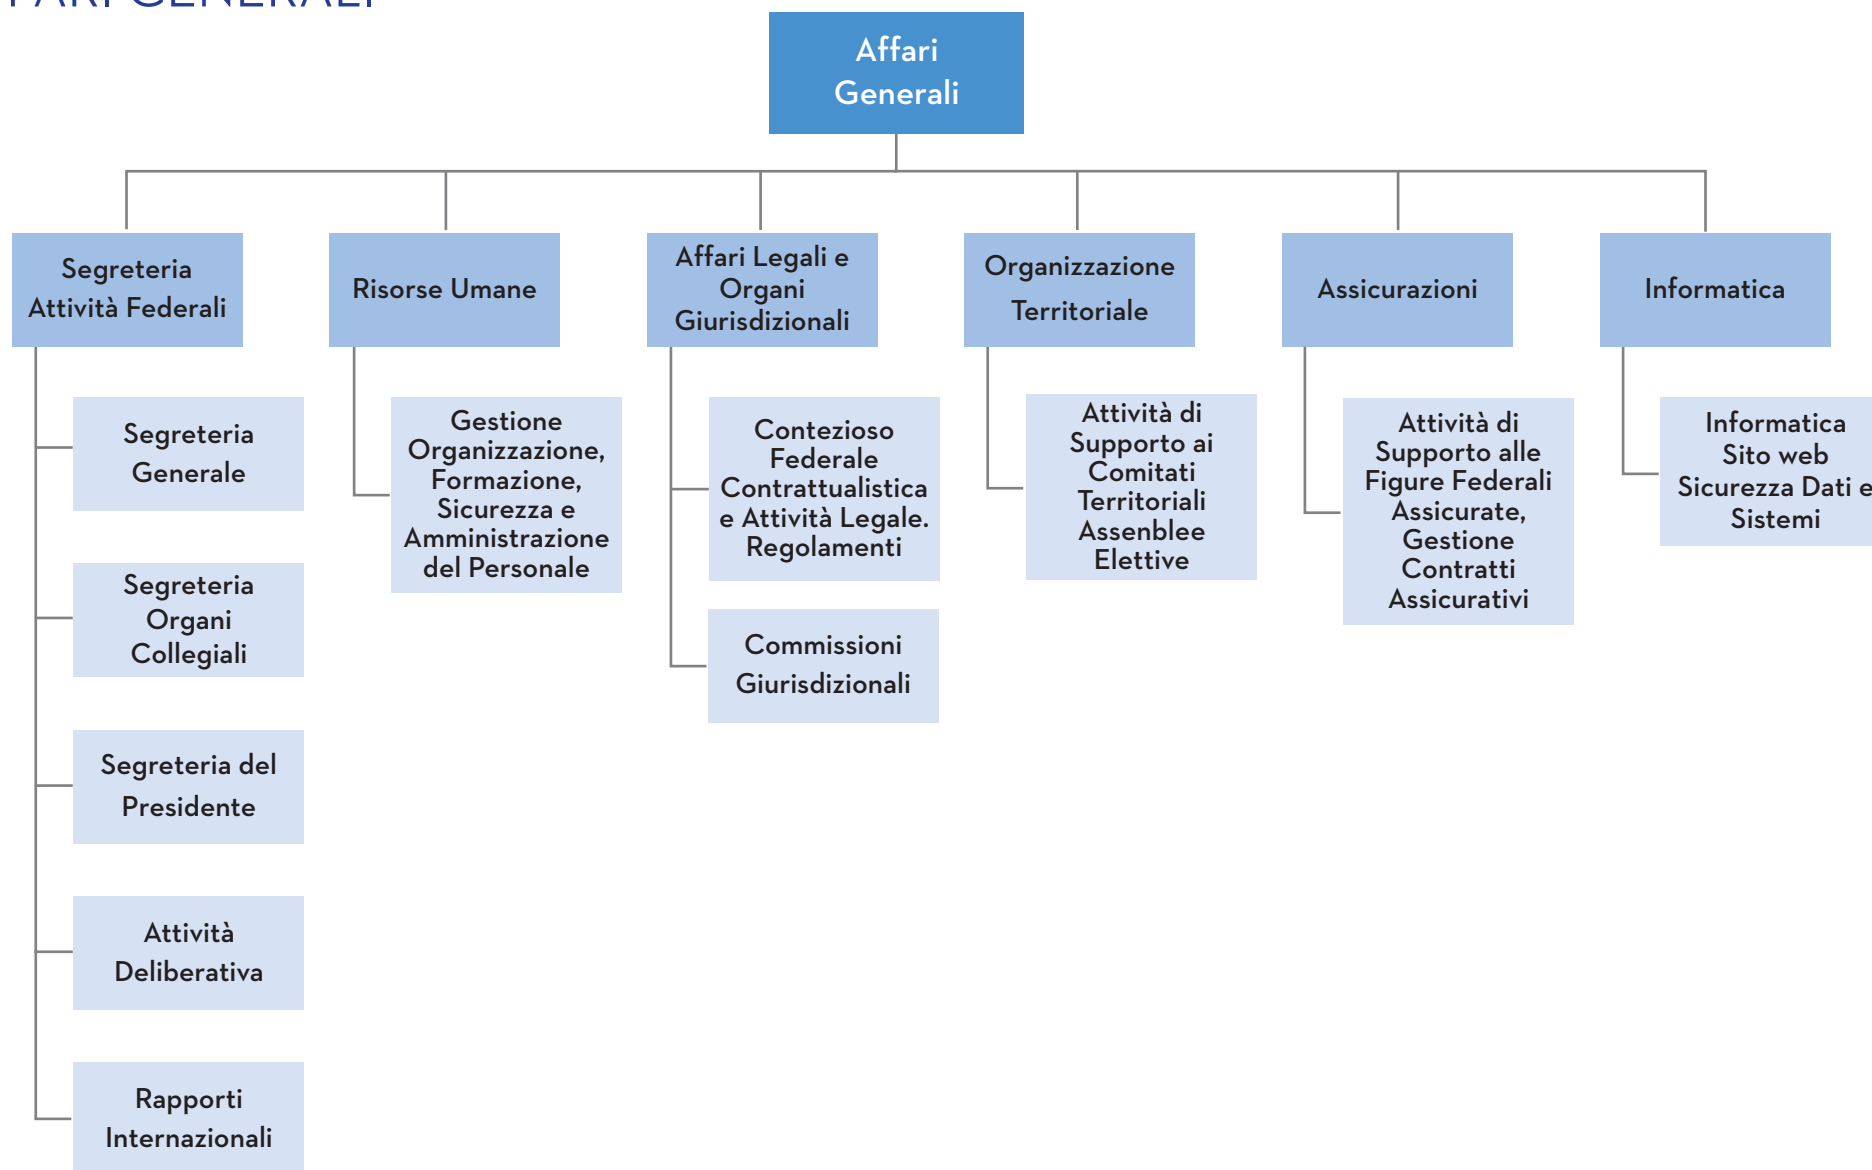 FARI GENERALI
Affari
Generali
Segreteria
Attività Federali
Risorse Umane
Affari Legali e
Organi
Giurisdizionali
Organizzazione
Territoriale
Assicurazioni
Informatica
Segreteria
Generale
Segreteria
Organi
Collegiali
Segreteria del
Presidente
Attività
Deliberativa
Rapporti
Internazionali
Gestione
Organizzazione,
Formazione,
Sicurezza e
Amministrazione
del Personale
Contezioso
Federale
Contrattualistica
e Attività Legale.
Regolamenti
Commissioni
Giurisdizionali
Attività di
Supporto ai
Comitati
Territoriali
Assenblee
Elettive
Attività di
Supporto alle
Figure Federali
Assicurate,
Gestione
Contratti
Assicurativi
Informatica
Sito web
Sicurezza Dati e
Sistemi